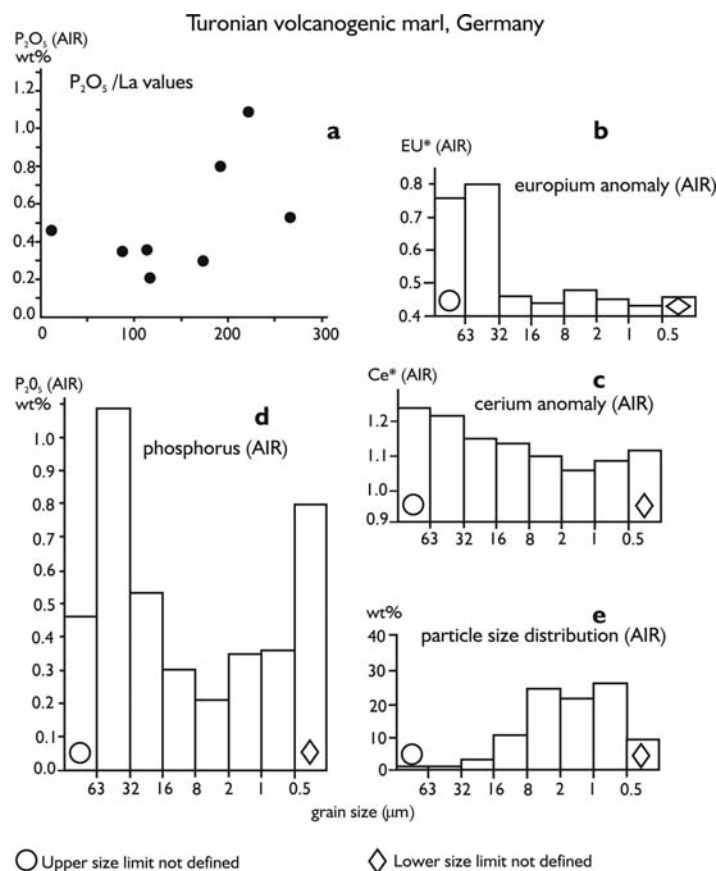 Turonian volcanogenic marl, Germany
P₂O₅ (AIR)
wt%
P₂O₅ /La values
a
1.2
1.0
0.8
0.6
0.4
0.2
0.0
0 100 200 300
b
EU* (AIR)
europium anomaly (AIR)
0.8
0.7
0.5
0.4
63 32 16 8 2 1 0.5
Ce* (AIR)
c
cerium anomaly (AIR)
1.2
1.1
1.0
0.9
63 32 16 8 2 1 0.5
P₂0₅ (AIR)
wt%
d
phosphorus (AIR)
1.0
0.9
0.8
0.7
0.6
0.5
0.4
0.3
0.2
0.1
0.0
63 32 16 8 2 1 0.5
grain size (μm)
wt%
e
particle size distribution (AIR)
40
30
20
10
0
63 32 16 8 2 1 0.5
Upper size limit not defined
Lower size limit not defined